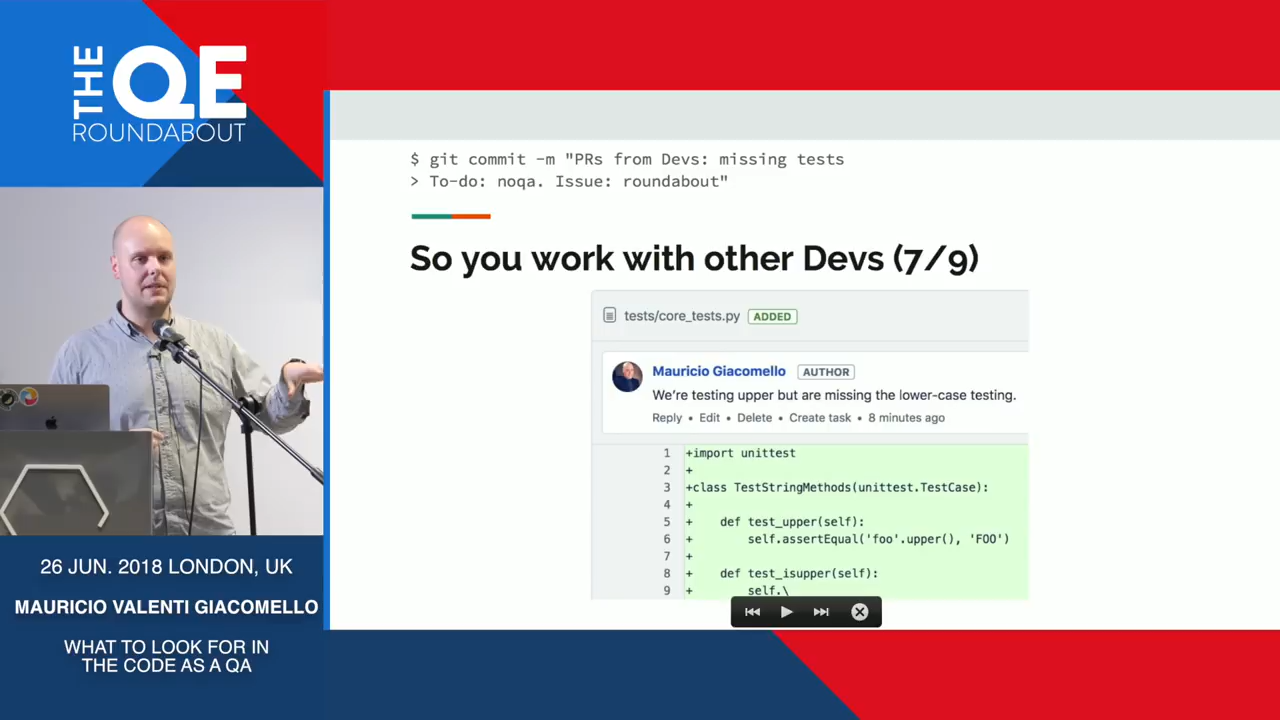 THE
QE
ROUNDABOUT
26 JUN. 2018 LONDON, UK
MAURICIO VALENTI GIACOMELLO
WHAT TO LOOK FOR IN
THE CODE AS A QA
$ git commit -m "PRs from Devs: missing tests
> To-do: noqa. Issue: roundabout"
So you work with other Devs (7/9)
tests/core_tests.py ADDED
Mauricio Giacomello AUTHOR
We're testing upper but are missing the lower-case testing.
Reply • Edit • Delete • Create task • 8 minutes ago
1 +import unittest
2 +
3 +class TestStringMethods(unittest.TestCase):
4 +
5 + def test_upper(self):
6 + self.assertEqual('foo'.upper(), 'FOO')
7 +
8 + def test_isupper(self):
9 + self.\